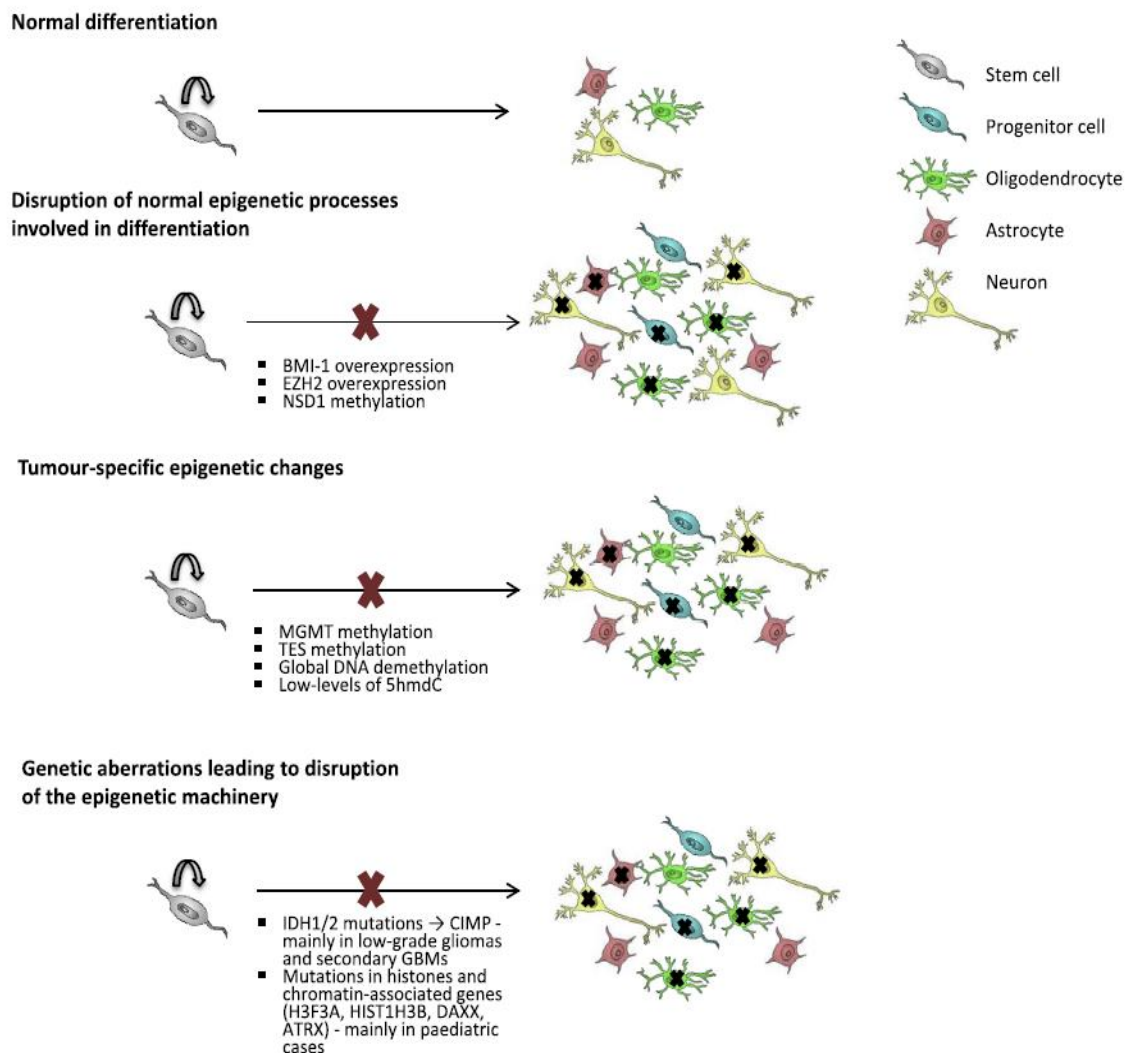 Normal differentiation
Stem cell
Progenitor cell
Oligodendrocyte
Astrocyte
Neuron
Disruption of normal epigenetic processes
involved in differentiation
▪ BMI-1 overexpression
▪ EZH2 overexpression
▪ NSD1 methylation
Tumour-specific epigenetic changes
▪ MGMT methylation
▪ TES methylation
▪ Global DNA demethylation
▪ Low-levels of 5hmdC
Genetic aberrations leading to disruption
of the epigenetic machinery
▪ IDH1/2 mutations → CIMP -
mainly in low-grade gliomas
and secondary GBMs
▪ Mutations in histones and
chromatin-associated genes
(H3F3A, HIST1H3B, DAXX,
ATRX) - mainly in paediatric
cases